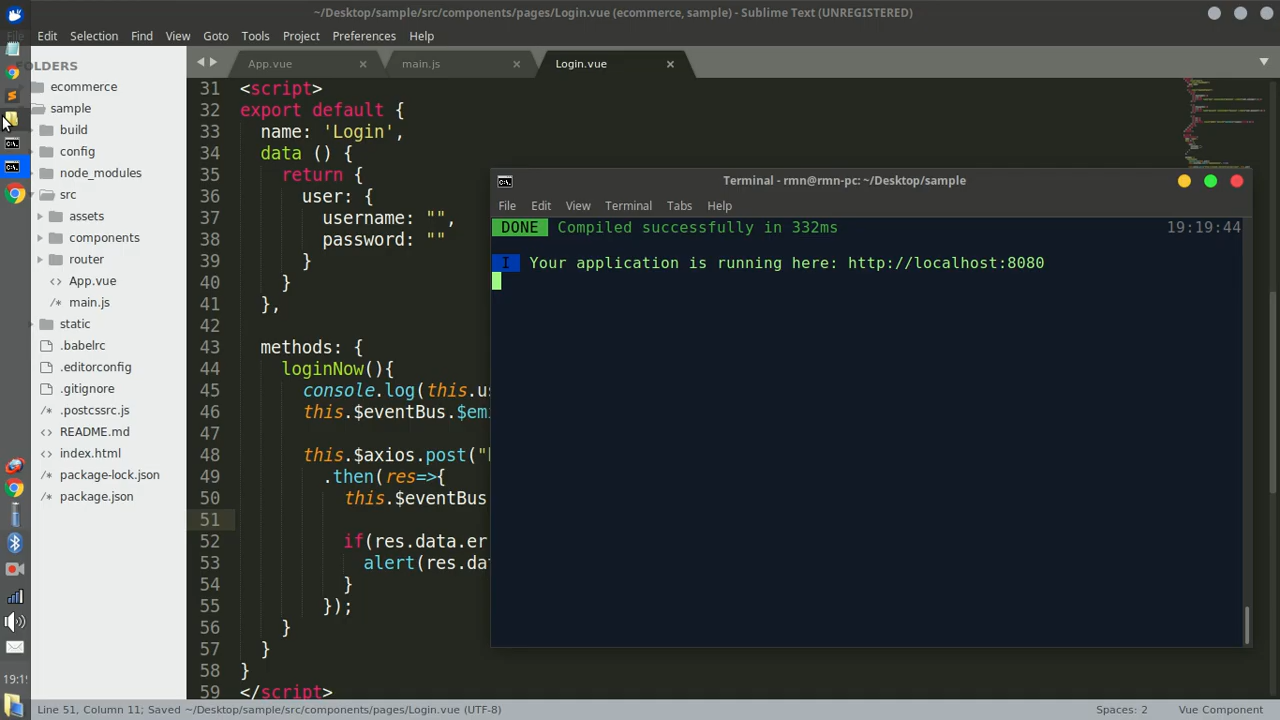 ~/Desktop/sample/src/components/pages/Login.vue (ecommerce, sample) - Sublime Text (UNREGISTERED)
File Edit Selection Find View Goto Tools Project Preferences Help
FOLDERS
ecommerce
sample
build
config
node_modules
src
assets
components
router
App.vue
main.js
static
.babelrc
.editorconfig
.gitignore
.postcssrc.js
README.md
index.html
package-lock.json
package.json
App.vue × main.js × Login.vue ×
31 <script>
32 export default {
33 name: 'Login',
34 data () {
35 return {
36 user: {
37 username: "",
38 password: ""
39 }
40 }
41 },
42
43 methods: {
44 loginNow(){
45 console.log(this.us
46 this.$eventBus.$emi
47
48 this.$axios.post("h
49 .then(res=>{
50 this.$eventBus
51
52 if(res.data.er
53 alert(res.da
54 }
55 });
56 }
57 }
58 }
59 </script>
Terminal - rmn@rmn-pc: ~/Desktop/sample
File Edit View Terminal Tabs Help
DONE Compiled successfully in 332ms 19:19:44
I Your application is running here: http://localhost:8080
19:19
Line 51, Column 11; Saved ~/Desktop/sample/src/components/pages/Login.vue (UTF-8) Spaces: 2 Vue Component